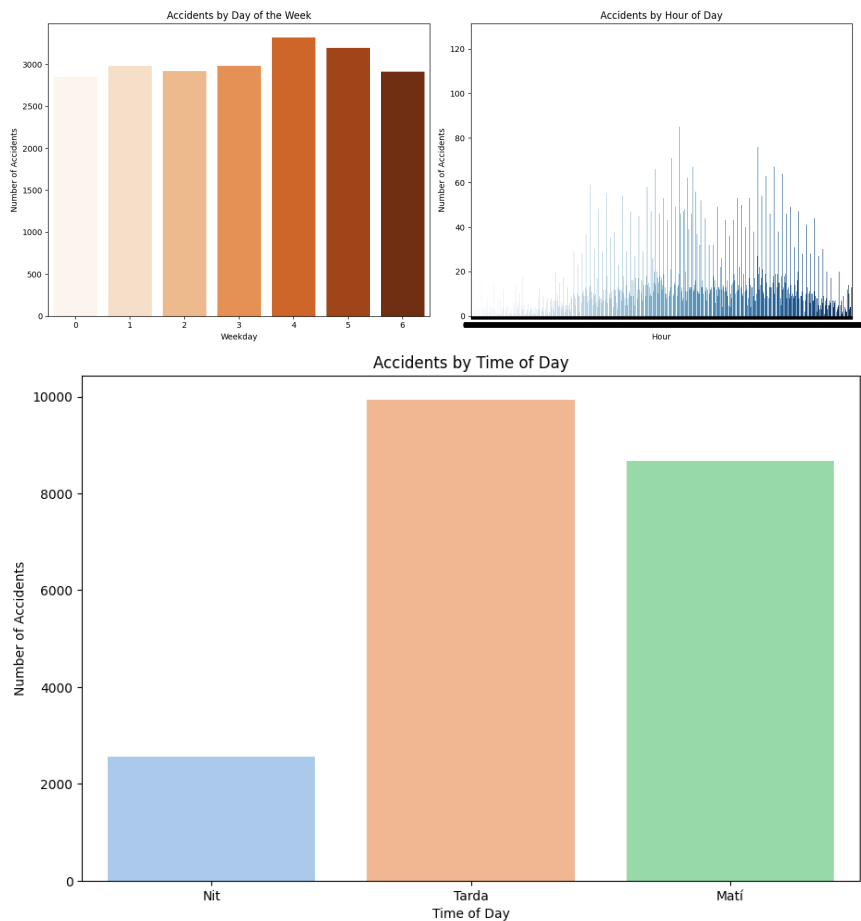 Accidents by Day of the Week
Number of Accidents
3000
2500
2000
1500
1000
500
0
0 1 2 3 4 5 6
Weekday
Accidents by Hour of Day
Number of Accidents
120
100
80
60
40
20
0
Hour
Accidents by Time of Day
Number of Accidents
10000
8000
6000
4000
2000
0
Nit Tarda Matí
Time of Day